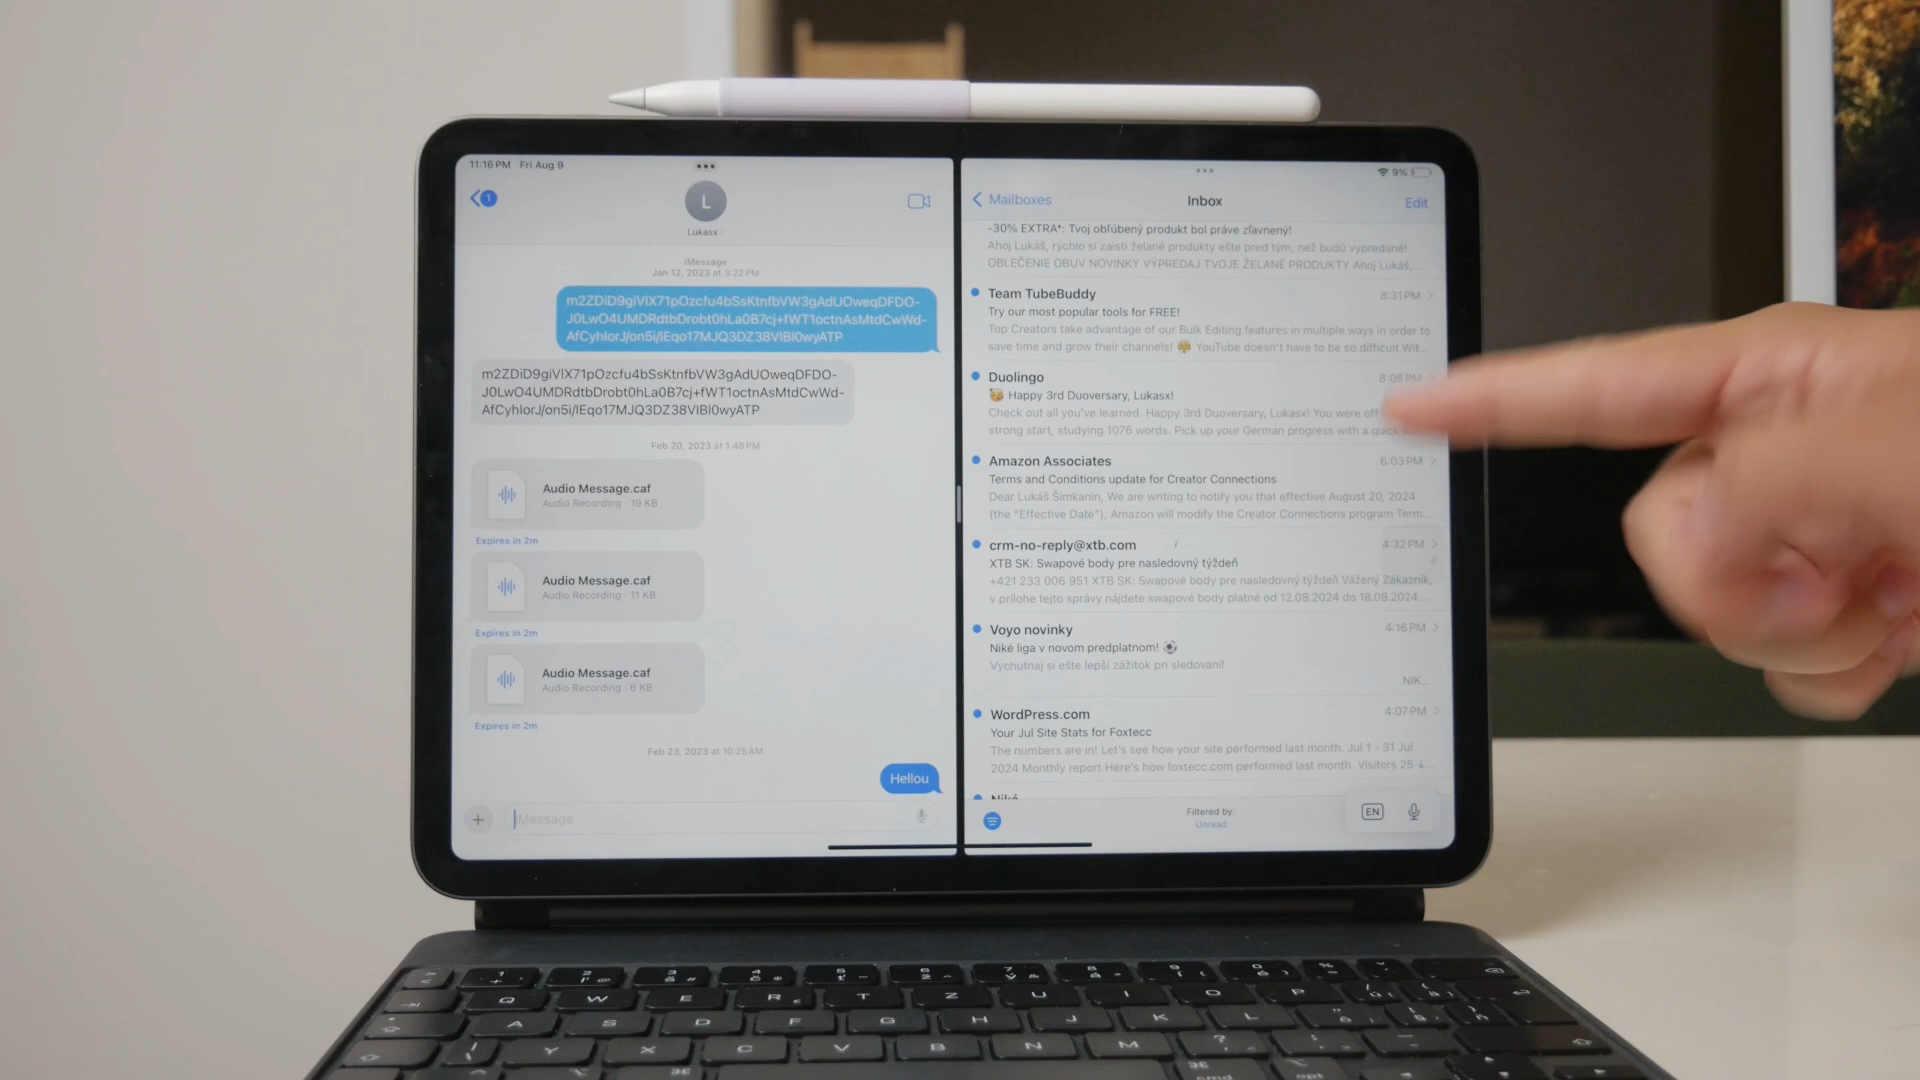 11:16 PM Fri Aug 9
1
L
Lukasx
iMessage
Jan 12, 2023 at 3:22 PM
m2ZDiD9giVIX71pOzcfu4bSsKtnfbVW3gAdUOweqDFDO-
J0LwO4UMDRdtbDrobt0hLa0B7cj+fWT1octnAsMtdCwWd-
AfCyhlorJ/on5i/lEqo17MJQ3DZ38VIBl0wyATP
m2ZDiD9giVIX71pOzcfu4bSsKtnfbVW3gAdUOweqDFDO-
J0LwO4UMDRdtbDrobt0hLa0B7cj+fWT1octnAsMtdCwWd-
AfCyhlorJ/on5i/lEqo17MJQ3DZ38VIBl0wyATP
Feb 20, 2023 at 1:48 PM
Audio Message.caf
Audio Recording · 19 KB
Expires in 2m
Audio Message.caf
Audio Recording · 11 KB
Expires in 2m
Audio Message.caf
Audio Recording · 6 KB
Expires in 2m
Feb 23, 2023 at 10:25 AM
Hellou
iMessage
9%
Mailboxes
Inbox
Edit
-30% EXTRA*: Tvoj obľúbený produkt bol práve zľavnený!
Ahoj Lukáš, rýchlo si zaisti želané produkty ešte pred tým, než budú vypredané!
OBLEČENIE OBUV NOVINKY VÝPREDAJ TVOJE ŽELANÉ PRODUKTY Ahoj Lukáš,...
Team TubeBuddy 8:31 PM
Try our most popular tools for FREE!
Top Creators take advantage of our Bulk Editing features in multiple ways in order to
save time and grow their channels! YouTube doesn't have to be so difficult Wit...
Duolingo 8:08 PM
🥳 Happy 3rd Duoversary, Lukasx!
Check out all you've learned. Happy 3rd Duoversary, Lukasx! You were off
strong start, studying 1076 words. Pick up your German progress with a quick
Amazon Associates 6:03 PM
Terms and Conditions update for Creator Connections
Dear Lukáš Šimkanin, We are writing to notify you that effective August 20, 2024
(the "Effective Date"), Amazon will modify the Creator Connections program Term...
crm-no-reply@xtb.com 4:32 PM
XTB SK: Swapové body pre nasledovný týždeň
+421 233 006 951 XTB SK: Swapové body pre nasledovný týždeň Vážený Zákazník,
v prílohe tejto správy nájdete swapové body platné od 12.08.2024 do 18.08.2024....
Voyo novinky 4:16 PM
Niké liga v novom predplatnom! ⚽
Vychutnaj si ešte lepší zážitok pri sledovaní!
NIK...
WordPress.com 4:07 PM
Your Jul Site Stats for Foxtecc
The numbers are in! Let's see how your site performed last month. Jul 1 - 31 Jul
2024 Monthly report Here's how foxtecc.com performed last month. Visitors 25 ↓...
Niké
Filtered by:
Unread
EN
Q W E R T Z U I O P
A S D F G H J K L
Y X C V B N M
⌘ ⌘
cmd opt